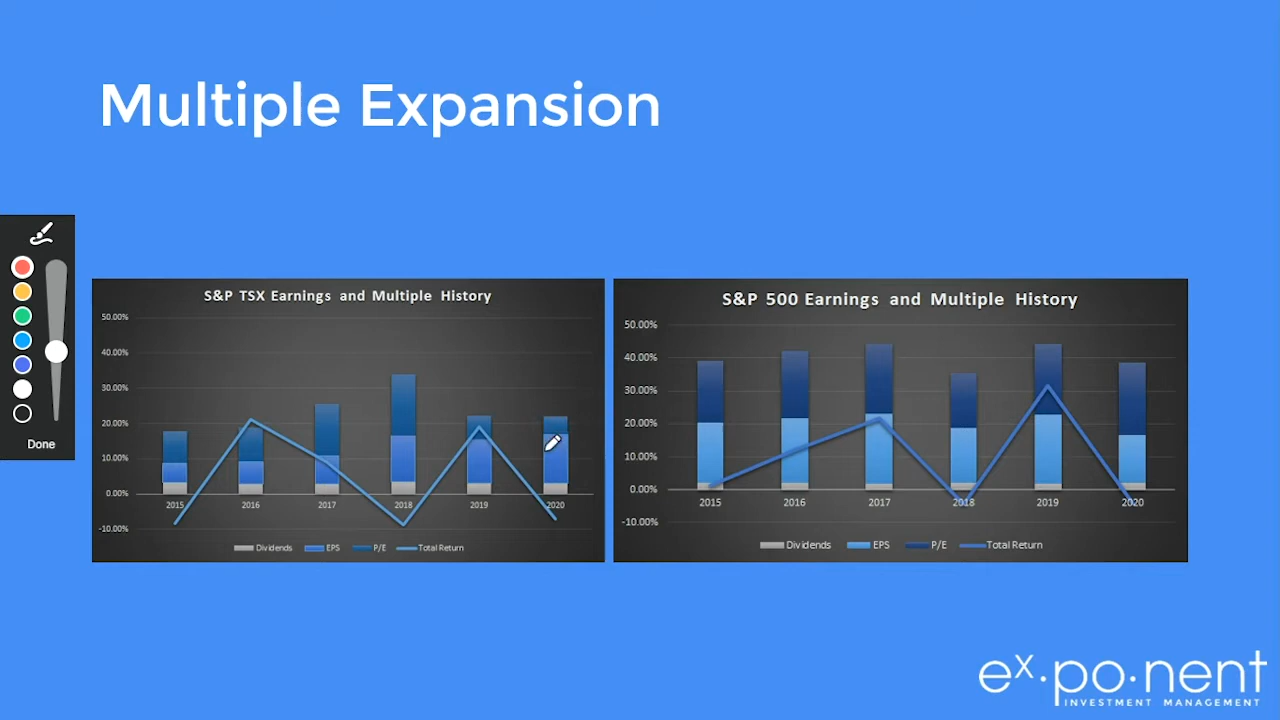 Multiple Expansion
Done
S&P TSX Earnings and Multiple History
50.00%
40.00%
30.00%
20.00%
10.00%
0.00%
-10.00%
2015 2016 2017 2018 2019 2020
Dividends EPS P/E Total Return
S&P 500 Earnings and Multiple History
50.00%
40.00%
30.00%
20.00%
10.00%
0.00%
-10.00%
2015 2016 2017 2018 2019 2020
Dividends EPS P/E Total Return
ex·po·nent
INVESTMENT MANAGEMENT